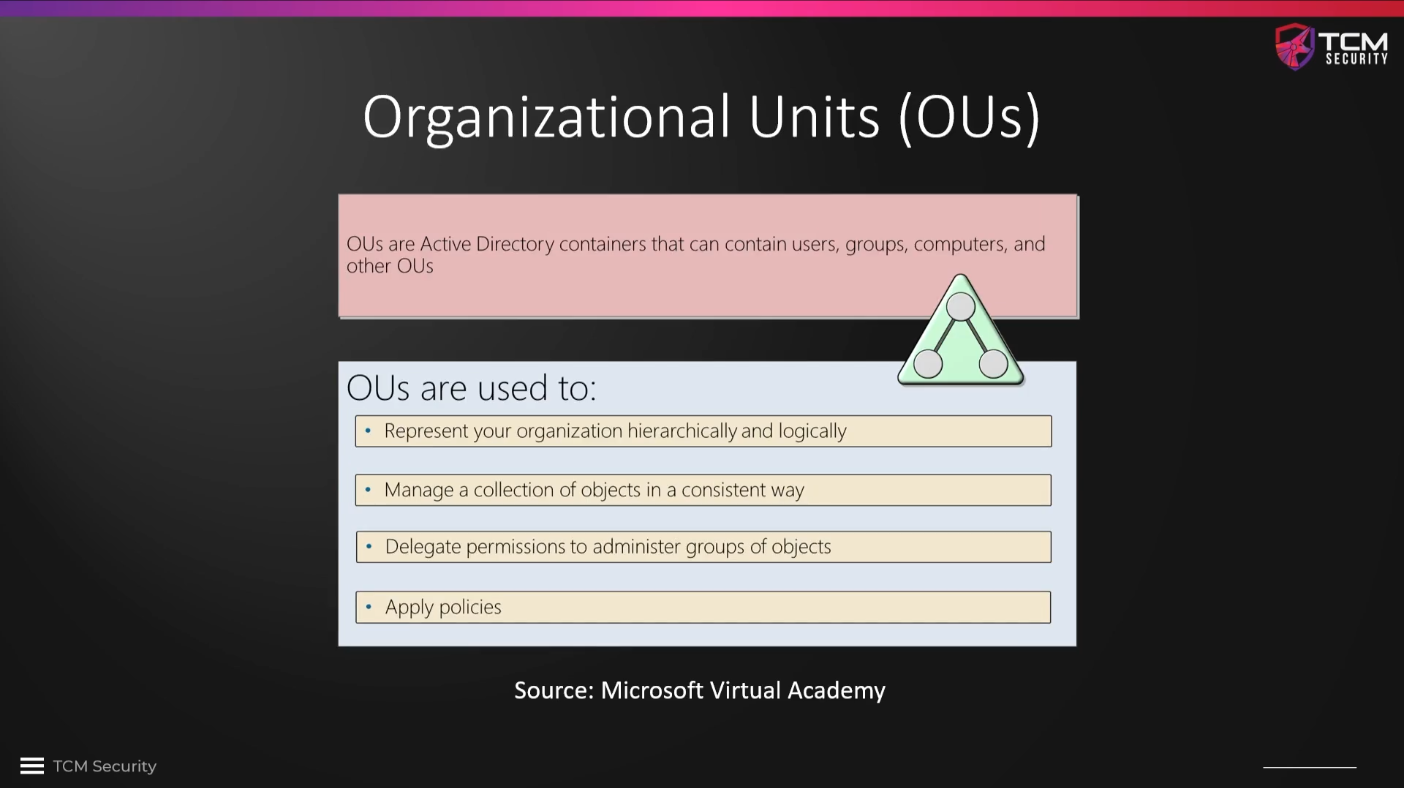 TCM
SECURITY
Organizational Units (OUs)
OUs are Active Directory containers that can contain users, groups, computers, and
other OUs
OUs are used to:
• Represent your organization hierarchically and logically
• Manage a collection of objects in a consistent way
• Delegate permissions to administer groups of objects
• Apply policies
Source: Microsoft Virtual Academy
TCM Security